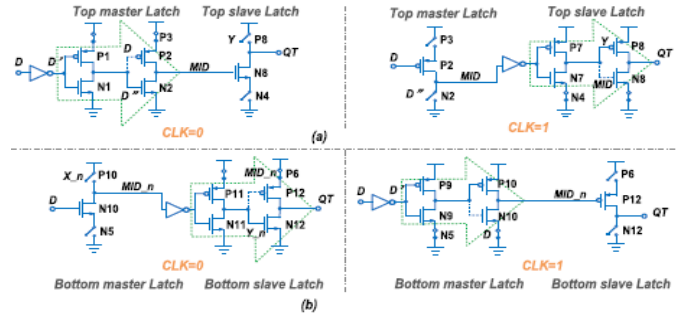 Top master Latch Top slave Latch
D D' P1 N1 D P2 P3 D" N2 MID Y P8 N8 N4 QT
CLK=0
D P3 P2 D" N2 MID P7 N7 N4 Y P8 MID N8 QT
CLK=1
Top master Latch Top slave Latch
(a)
X_n P10 D N10 N5 MID_n P11 N11 MID_n P6 P12 Y_n N12 QT
CLK=0
D D' P9 N9 N5 P10 N10 D MID_n P6 P12 N12 QT
CLK=1
Bottom master Latch Bottom slave Latch
Bottom master Latch Bottom slave Latch
(b)